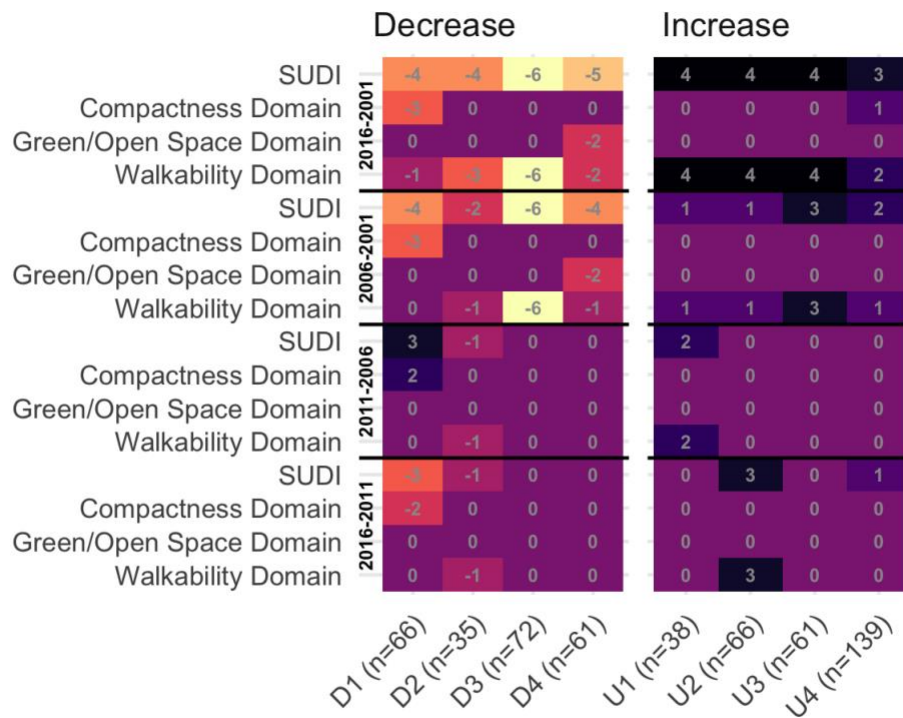 Decrease Increase
2016-2001
SUDI -4 -4 -6 -5 4 4 4 3
Compactness Domain -3 0 0 0 0 0 0 1
Green/Open Space Domain 0 0 0 -2 0 0 0 0
Walkability Domain -1 -3 -6 -2 4 4 4 2
2006-2001
SUDI -4 -2 -6 -4 1 1 3 2
Compactness Domain -3 0 0 0 0 0 0 0
Green/Open Space Domain 0 0 0 -2 0 0 0 0
Walkability Domain 0 -1 -6 -1 1 1 3 1
2011-2006
SUDI 3 -1 0 0 2 0 0 0
Compactness Domain 2 0 0 0 0 0 0 0
Green/Open Space Domain 0 0 0 0 0 0 0 0
Walkability Domain 0 -1 0 0 2 0 0 0
2016-2011
SUDI -3 -1 0 0 0 3 0 1
Compactness Domain -2 0 0 0 0 0 0 0
Green/Open Space Domain 0 0 0 0 0 0 0 0
Walkability Domain 0 -1 0 0 0 3 0 0
D1 (n=66) D2 (n=35) D3 (n=72) D4 (n=61) U1 (n=38) U2 (n=66) U3 (n=61) U4 (n=139)